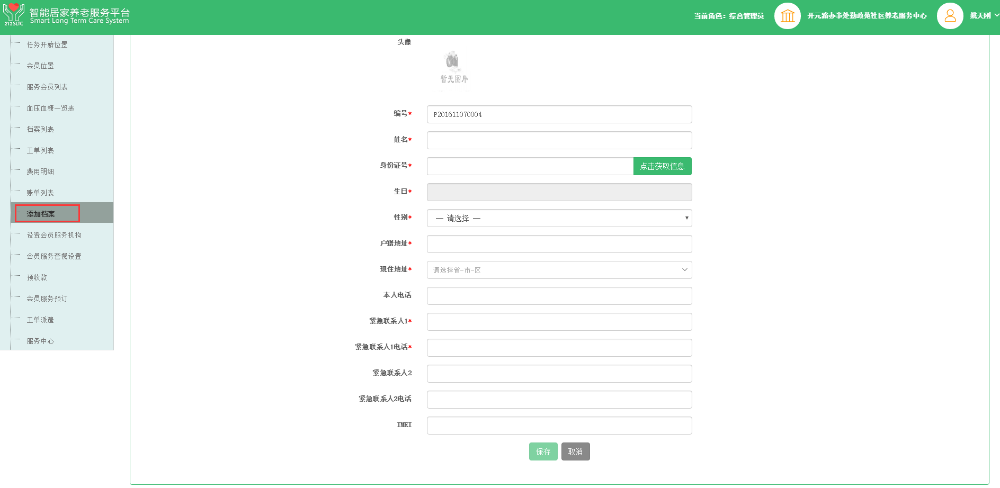 智能居家养老服务平台
Smart Long Term Care System
212 SLTC
当前角色：综合管理员
开元路办事处勤政苑社区养老服务中心
姚天刚
任务开始位置
会员位置
服务会员列表
血压血糖一览表
档案列表
工单列表
费用明细
账单列表
添加档案
设置会员服务机构
会员服务套餐设置
预收款
会员服务预订
工单派遣
服务中心
头像
暂无图片
编号* P201611070004
姓名*
身份证号* 点击获取信息
生日*
性别* — 请选择 —
户籍地址*
现住地址* 请选择省-市-区
本人电话
紧急联系人1*
紧急联系人1电话*
紧急联系人2
紧急联系人2电话
IMEI
保存 取消